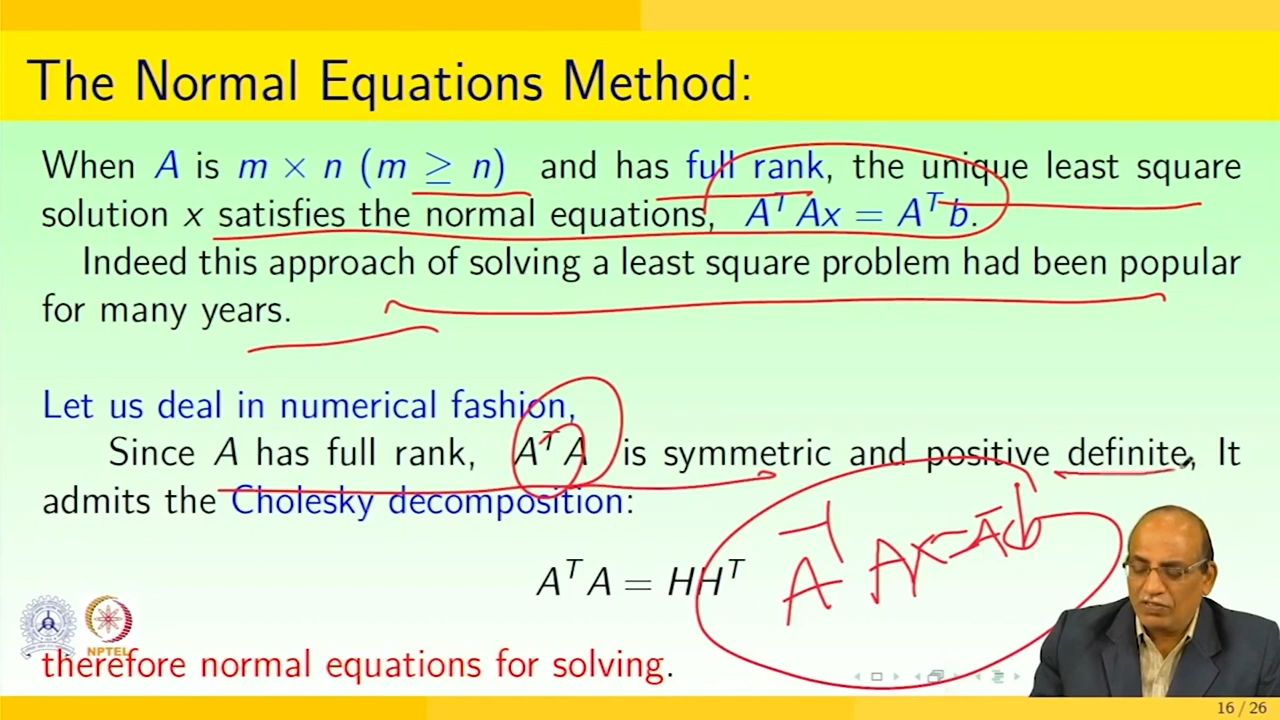 The Normal Equations Method:
When A is m × n (m ≥ n) and has full rank, the unique least square
solution x satisfies the normal equations, AᵀAx = Aᵀb.
Indeed this approach of solving a least square problem had been popular
for many years.
Let us deal in numerical fashion,
Since A has full rank, AᵀA is symmetric and positive definite, It
admits the Cholesky decomposition:
AᵀA = HHᵀ
NPTEL
therefore normal equations for solving.
16 / 26